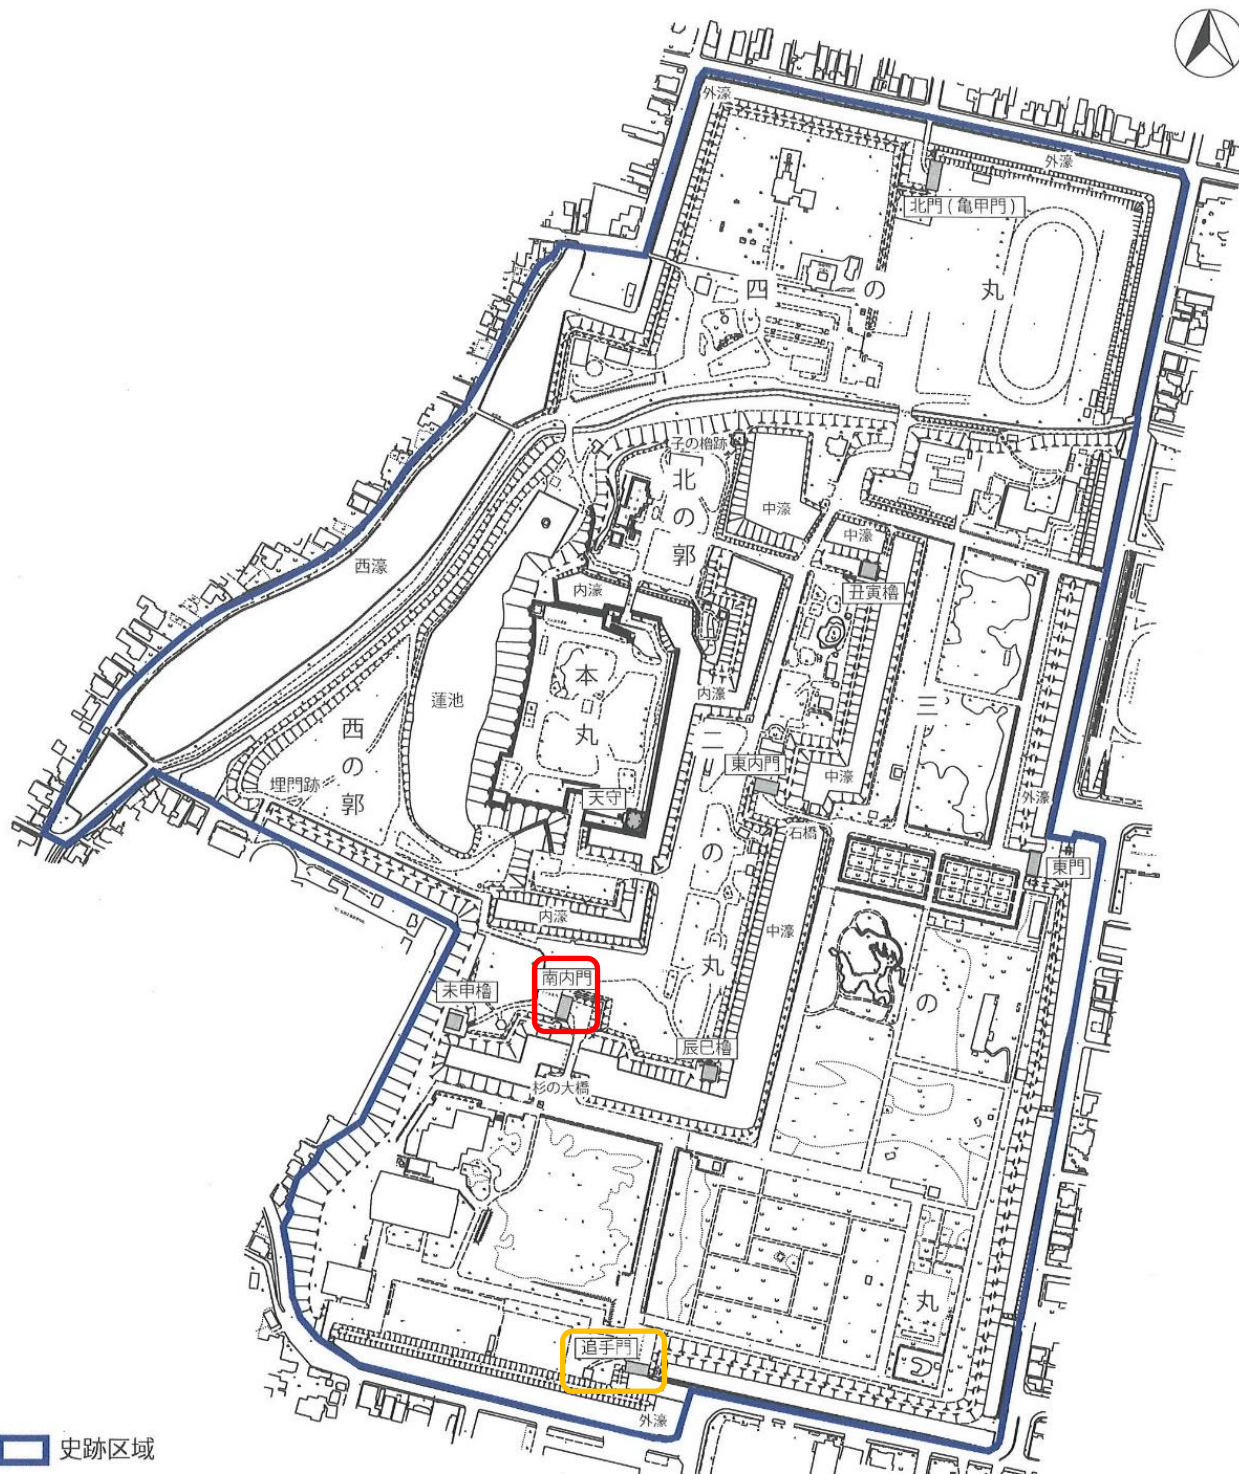 外濠
外濠
北門(亀甲門)
四の丸
子の櫓跡
北の郭
中濠
中濠
西濠
内濠
丑寅櫓
本丸
内濠
蓮池
三の丸
西の郭
二の丸
東内門
中濠
埋門跡
天守
外濠
石橋
東門
内濠
中濠
南内門
未申櫓
辰巳櫓
杉の大橋
追手門
外濠
史跡区域